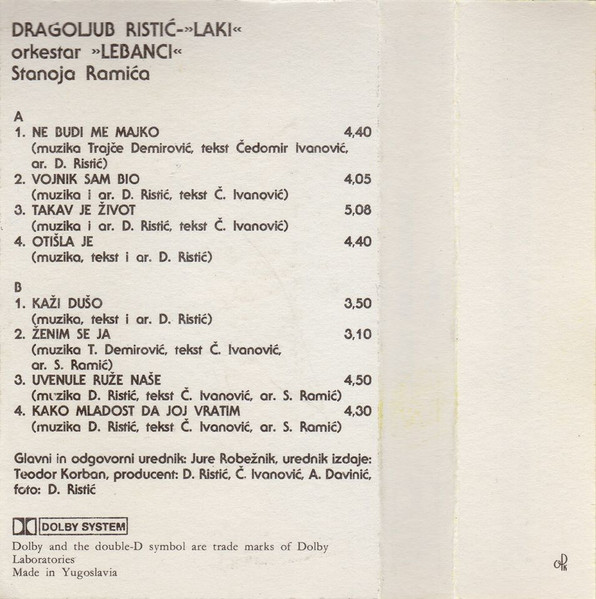 DRAGOLJUB RISTIĆ-»LAKI«
orkestar »LEBANCI«
Stanoja Ramića
A
1. NE BUDI ME MAJKO 4,40
(muzika Trajče Demirović, tekst Čedomir Ivanović,
ar. D. Ristić)
2. VOJNIK SAM BIO 4,05
(muzika i ar. D. Ristić, tekst Č. Ivanović)
3. TAKAV JE ŽIVOT 5,08
(muzika i ar. D. Ristić, tekst Č. Ivanović)
4. OTIŠLA JE 4,40
(muzika, tekst i ar. D. Ristić)
B
1. KAŽI DUŠO 3,50
(muzika, tekst i ar. D. Ristić)
2. ŽENIM SE JA 3,10
(muzika T. Demirović, tekst Č. Ivanović,
ar. S. Ramić)
3. UVENULE RUŽE NAŠE 4,50
(muzika D. Ristić, tekst Č. Ivanović, ar. S. Ramić)
4. KAKO MLADOST DA JOJ VRATIM 4,30
(muzika D. Ristić, tekst Č. Ivanović, ar. S. Ramić)
Glavni in odgovorni urednik: Jure Robežnik, urednik izdaje:
Teodor Korban, producent: D. Ristić, Č. Ivanović, A. Davinić,
foto: D. Ristić
DOLBY SYSTEM
Dolby and the double-D symbol are trade marks of Dolby
Laboratories
Made in Yugoslavia